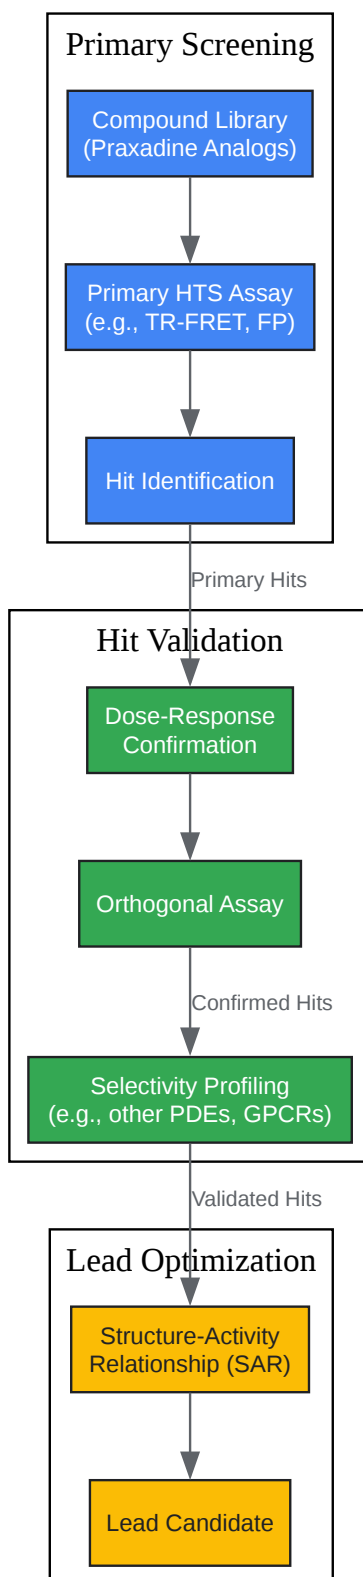 Primary Screening
Compound Library
(Praxadine Analogs)
Primary HTS Assay
(e.g., TR-FRET, FP)
Hit Identification
Primary Hits
Hit Validation
Dose-Response
Confirmation
Orthogonal Assay
Confirmed Hits
Selectivity Profiling
(e.g., other PDEs, GPCRs)
Validated Hits
Lead Optimization
Structure-Activity
Relationship (SAR)
Lead Candidate